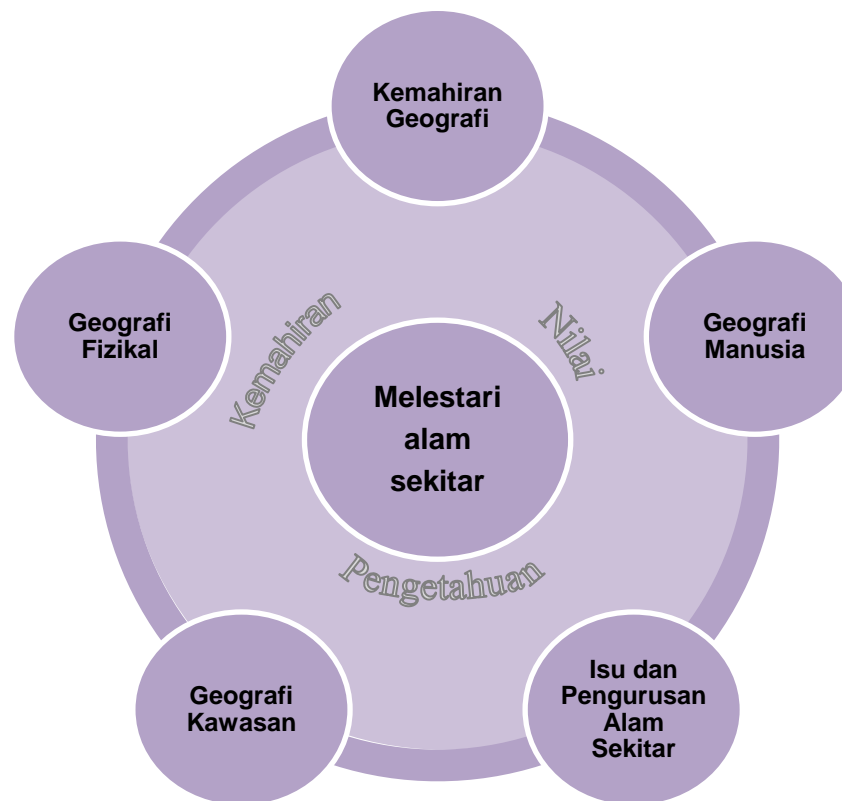 Kemahiran
Geografi
Geografi
Fizikal
Geografi
Manusia
Kemahiran
Nilai
Melestari
alam
sekitar
Pengetahuan
Geografi
Kawasan
Isu dan
Pengurusan
Alam
Sekitar